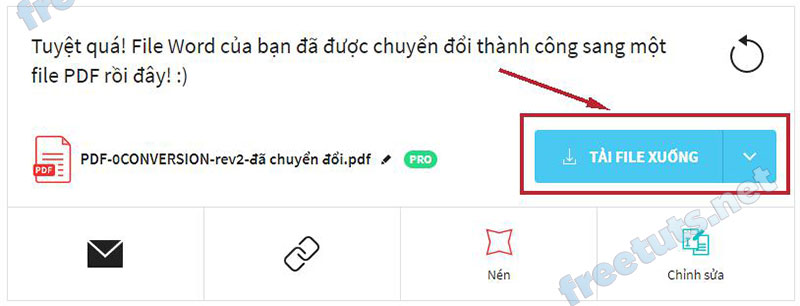 Tuyệt quá! File Word của bạn đã được chuyển đổi thành công sang một
file PDF rồi đây! :)
PDF
PDF-0CONVERSION-rev2-đã chuyển đổi.pdf
PRO
TẢI FILE XUỐNG
Nén
Chỉnh sửa
freetuts.net